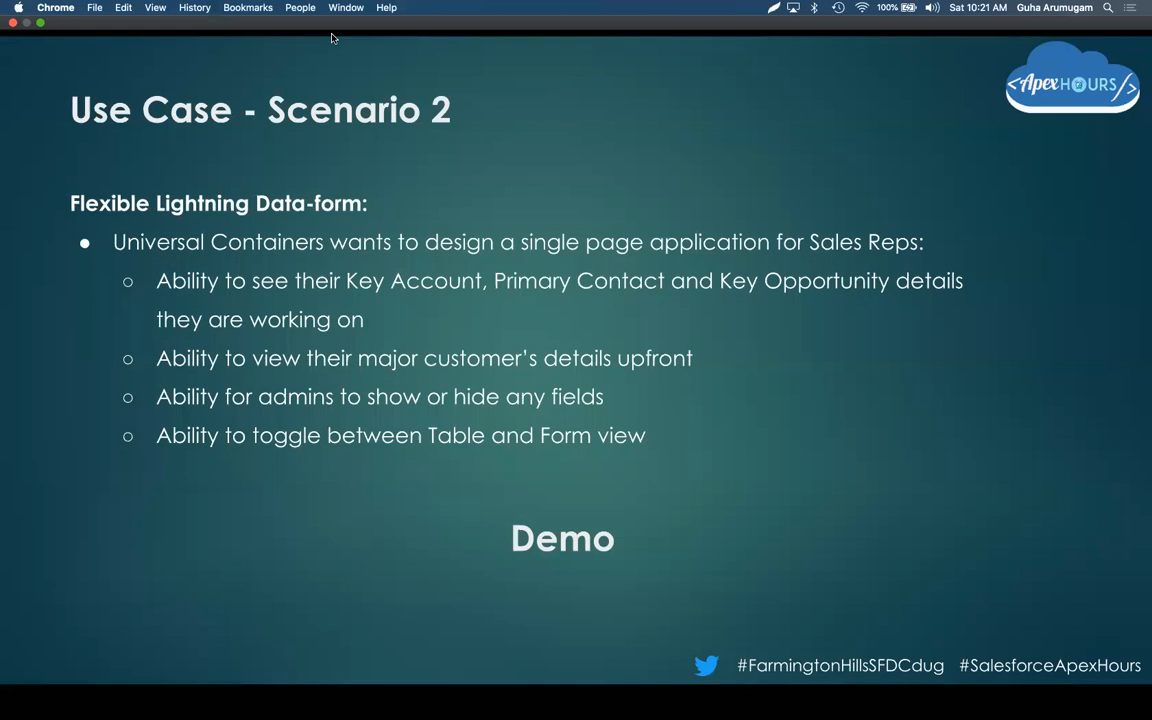 Chrome File Edit View History Bookmarks People Window Help 100% Sat 10:21 AM Guha Arumugam
<ApexHOURS/>
Use Case - Scenario 2
Flexible Lightning Data-form:
● Universal Containers wants to design a single page application for Sales Reps:
○ Ability to see their Key Account, Primary Contact and Key Opportunity details
they are working on
○ Ability to view their major customer's details upfront
○ Ability for admins to show or hide any fields
○ Ability to toggle between Table and Form view
Demo
#FarmingtonHillsSFDCdug #SalesforceApexHours